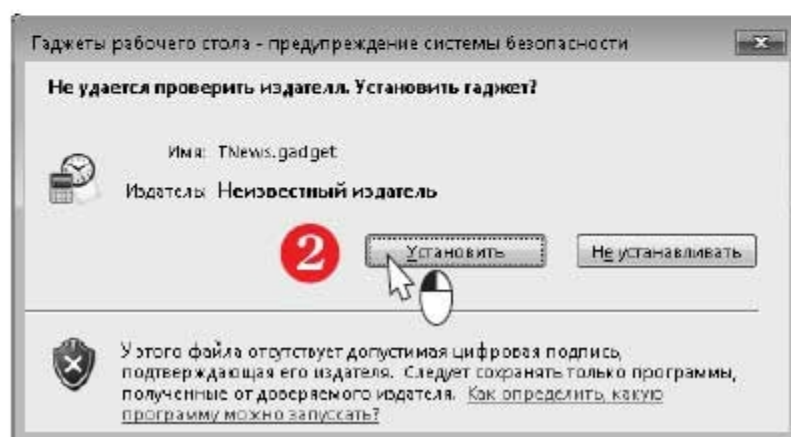 Гаджеты рабочего стола - предупреждение системы безопасности
Не удается проверить издателя. Установить гаджет?
Имя: TNews.gadget
Издатель: Неизвестный издатель
2
Установить
Не устанавливать
У этого файла отсутствует допустимая цифровая подпись,
подтверждающая его издателя. Следует сохранять только программы,
полученные от доверяемого издателя. Как определить, какую
программу можно запускать?